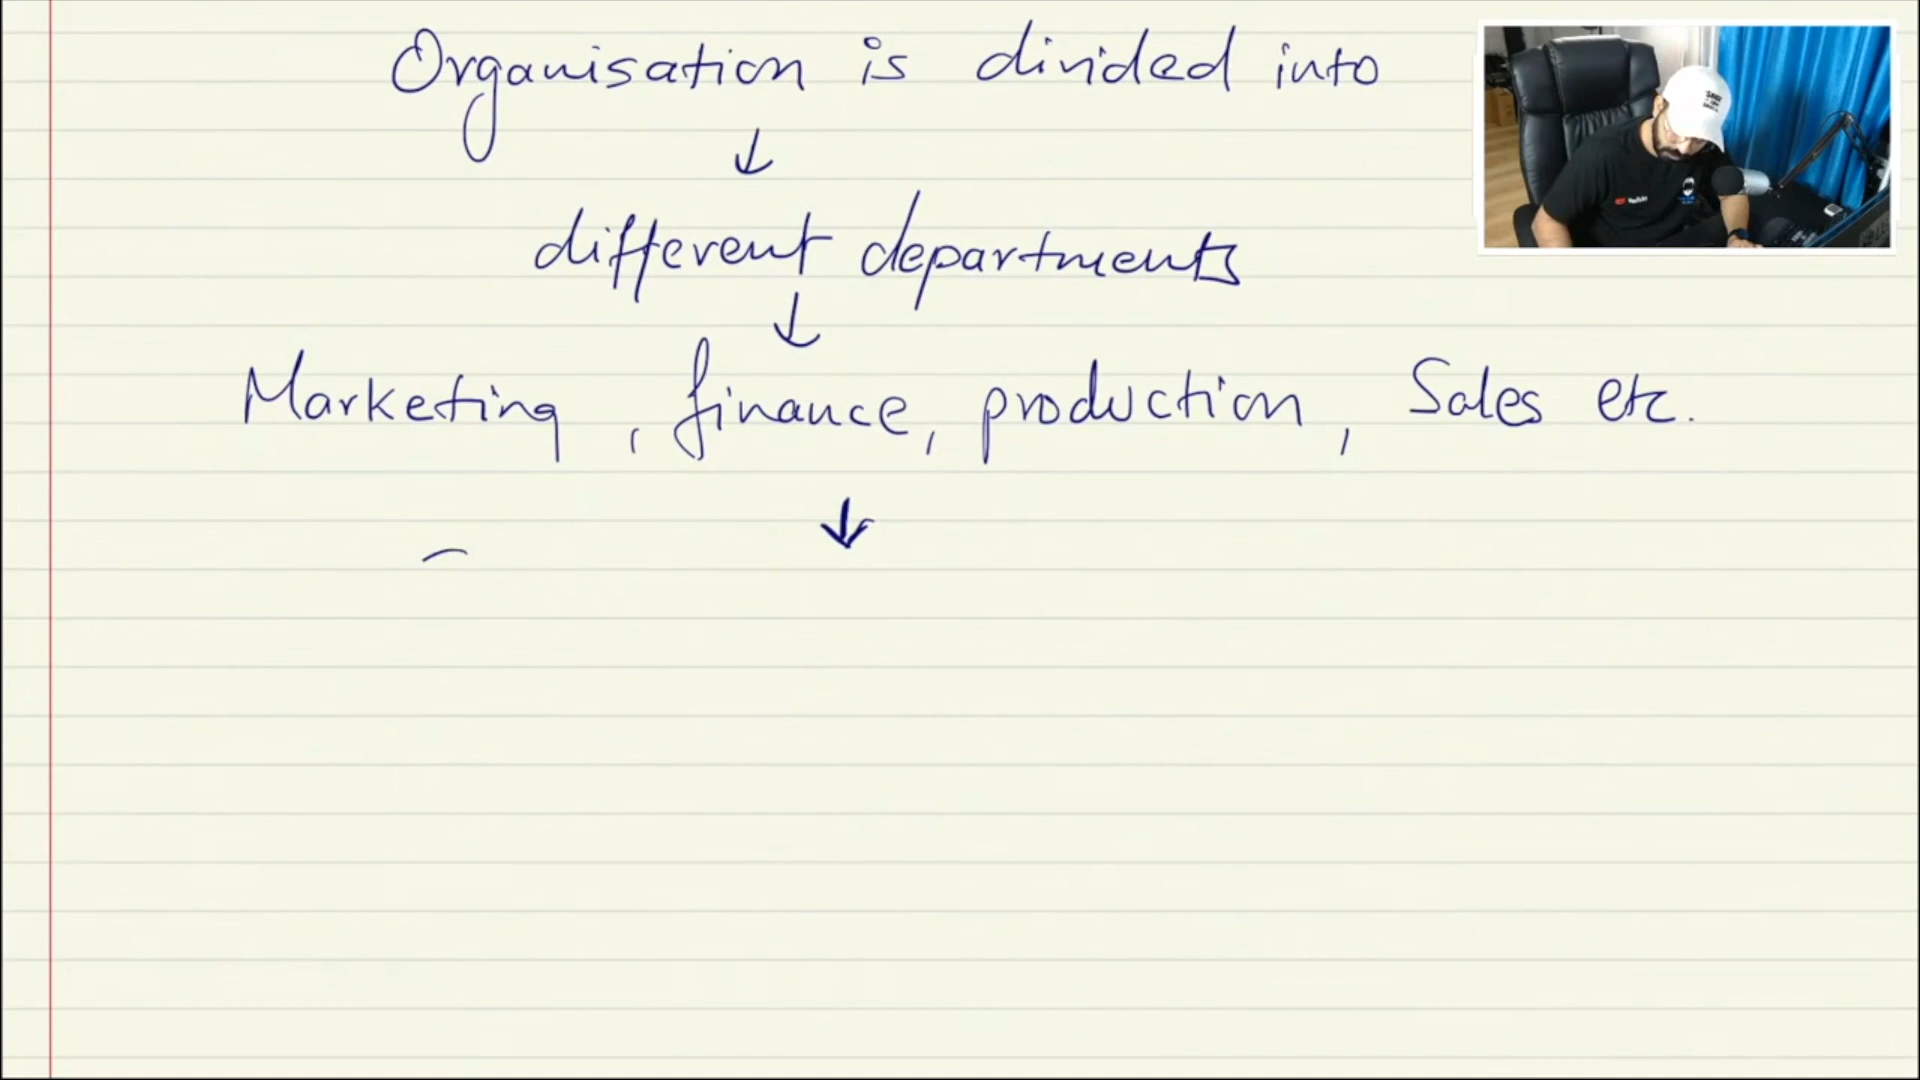 Organisation is divided into
↓
different departments
↓
Marketing, finance, production, Sales etc.
↓